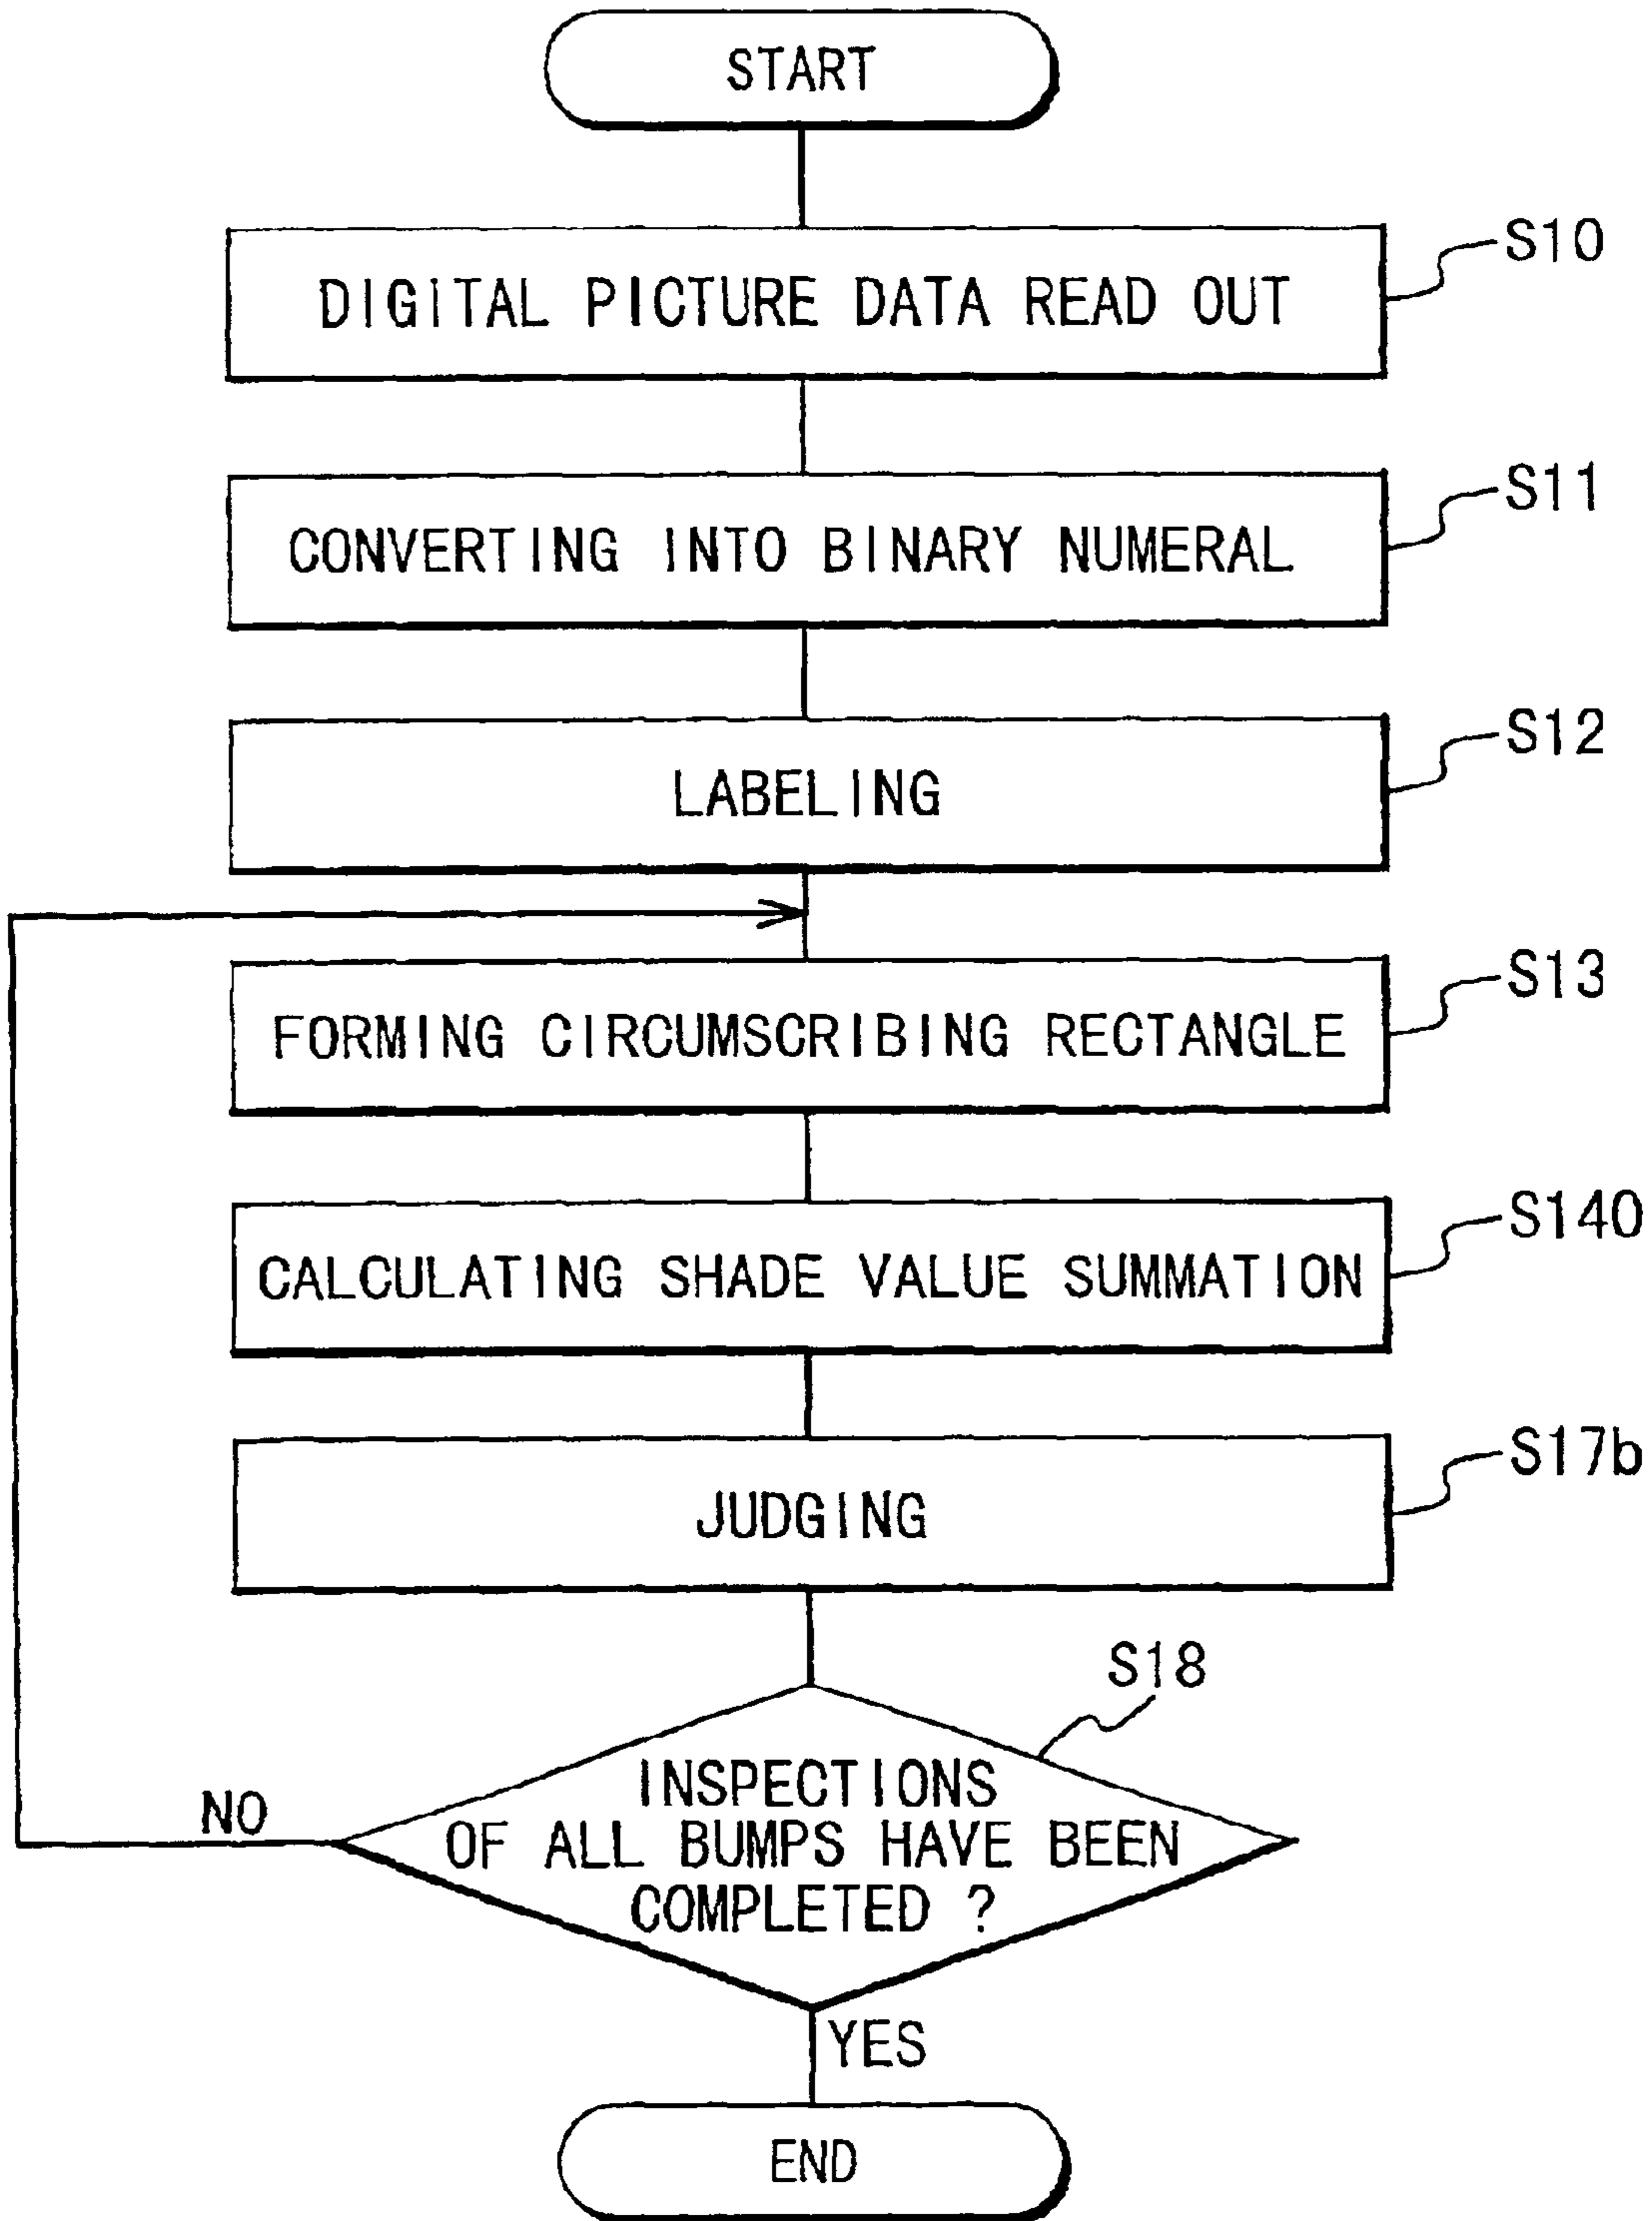 START
DIGITAL PICTURE DATA READ OUT
S10
CONVERTING INTO BINARY NUMERAL
S11
LABELING
S12
FORMING CIRCUMSCRIBING RECTANGLE
S13
CALCULATING SHADE VALUE SUMMATION
S140
JUDGING
S17b
S18
INSPECTIONS
OF ALL BUMPS HAVE BEEN
COMPLETED ?
NO
YES
END